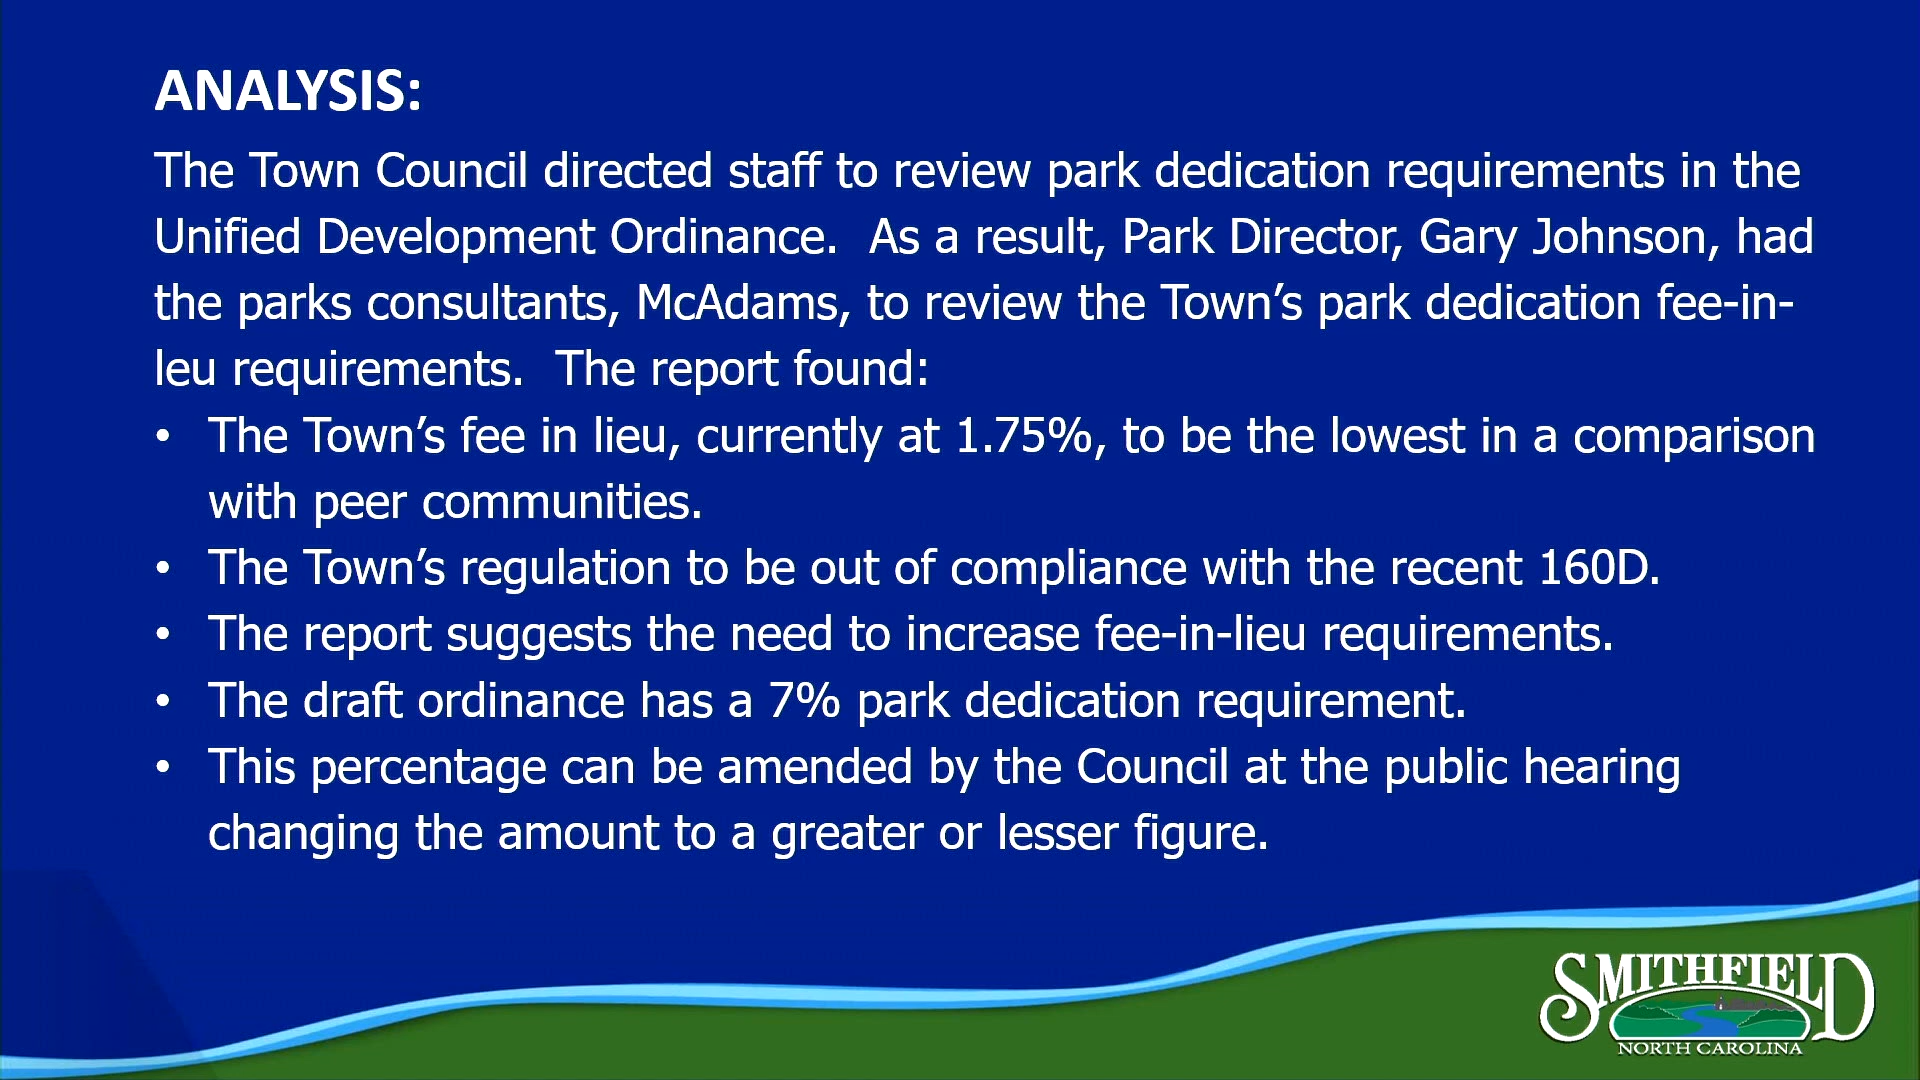 ANALYSIS:
The Town Council directed staff to review park dedication requirements in the
Unified Development Ordinance.  As a result, Park Director, Gary Johnson, had
the parks consultants, McAdams, to review the Town’s park dedication fee-in-
leu requirements.  The report found:
• The Town’s fee in lieu, currently at 1.75%, to be the lowest in a comparison
with peer communities.
• The Town’s regulation to be out of compliance with the recent 160D.
• The report suggests the need to increase fee-in-lieu requirements.
• The draft ordinance has a 7% park dedication requirement.
• This percentage can be amended by the Council at the public hearing
changing the amount to a greater or lesser figure.
SMITHFIELD
NORTH CAROLINA